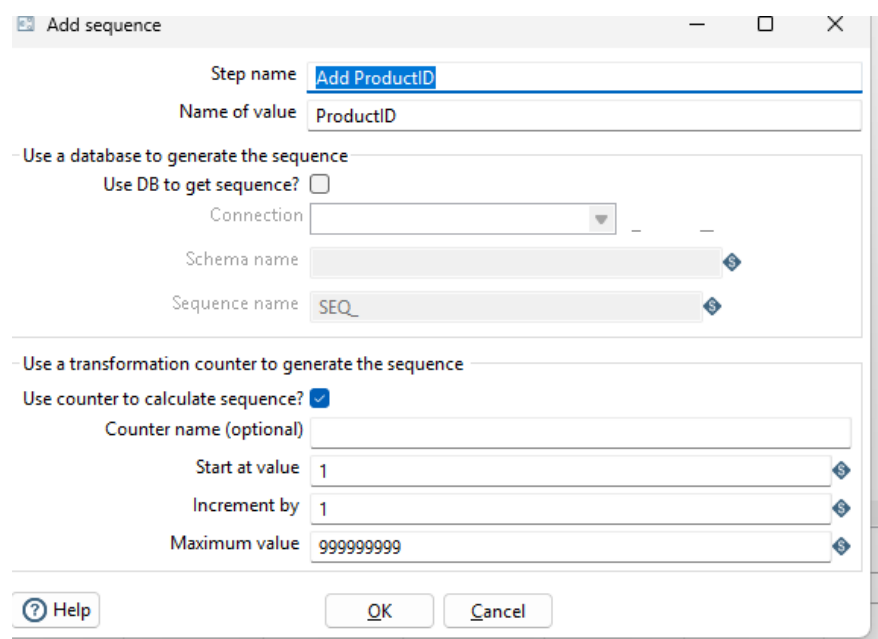 Add sequence
Step name Add ProductID
Name of value ProductID
Use a database to generate the sequence
Use DB to get sequence?
Connection
Schema name
Sequence name SEQ_
Use a transformation counter to generate the sequence
Use counter to calculate sequence?
Counter name (optional)
Start at value 1
Increment by 1
Maximum value 999999999
Help OK Cancel